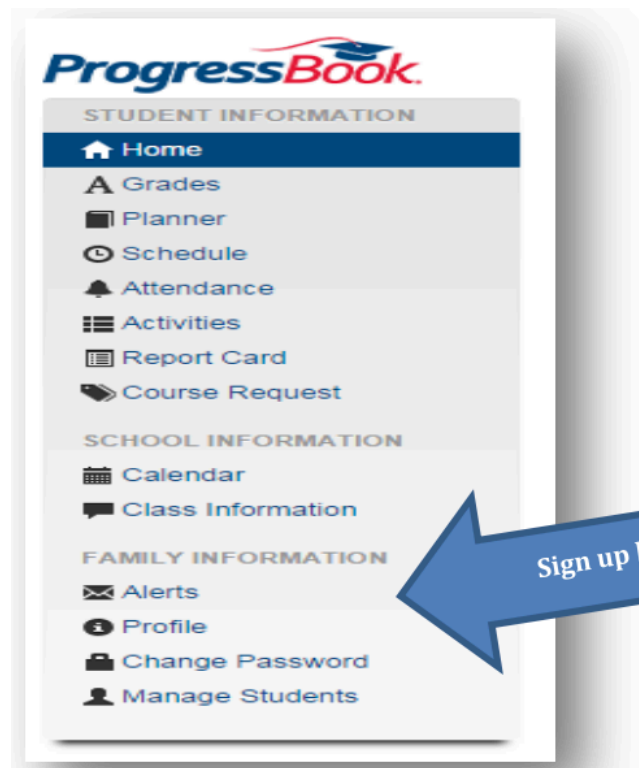 ProgressBook
STUDENT INFORMATION
Home
Grades
Planner
Schedule
Attendance
Activities
Report Card
Course Request
SCHOOL INFORMATION
Calendar
Class Information
FAMILY INFORMATION
Alerts
Profile
Change Password
Manage Students
Sign up